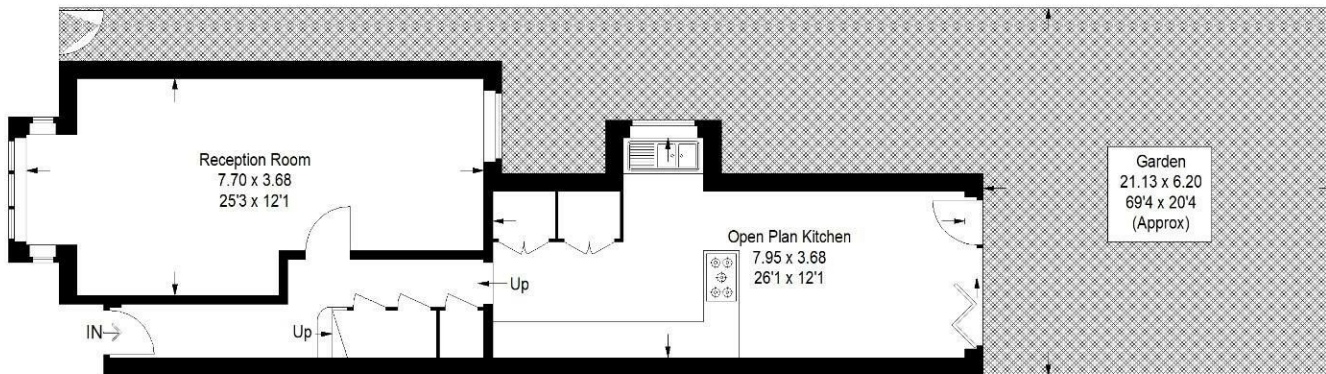 Reception Room
7.70 x 3.68
25'3 x 12'1
Garden
21.13 x 6.20
69'4 x 20'4
(Approx)
Open Plan Kitchen
7.95 x 3.68
26'1 x 12'1
Up
IN
Up